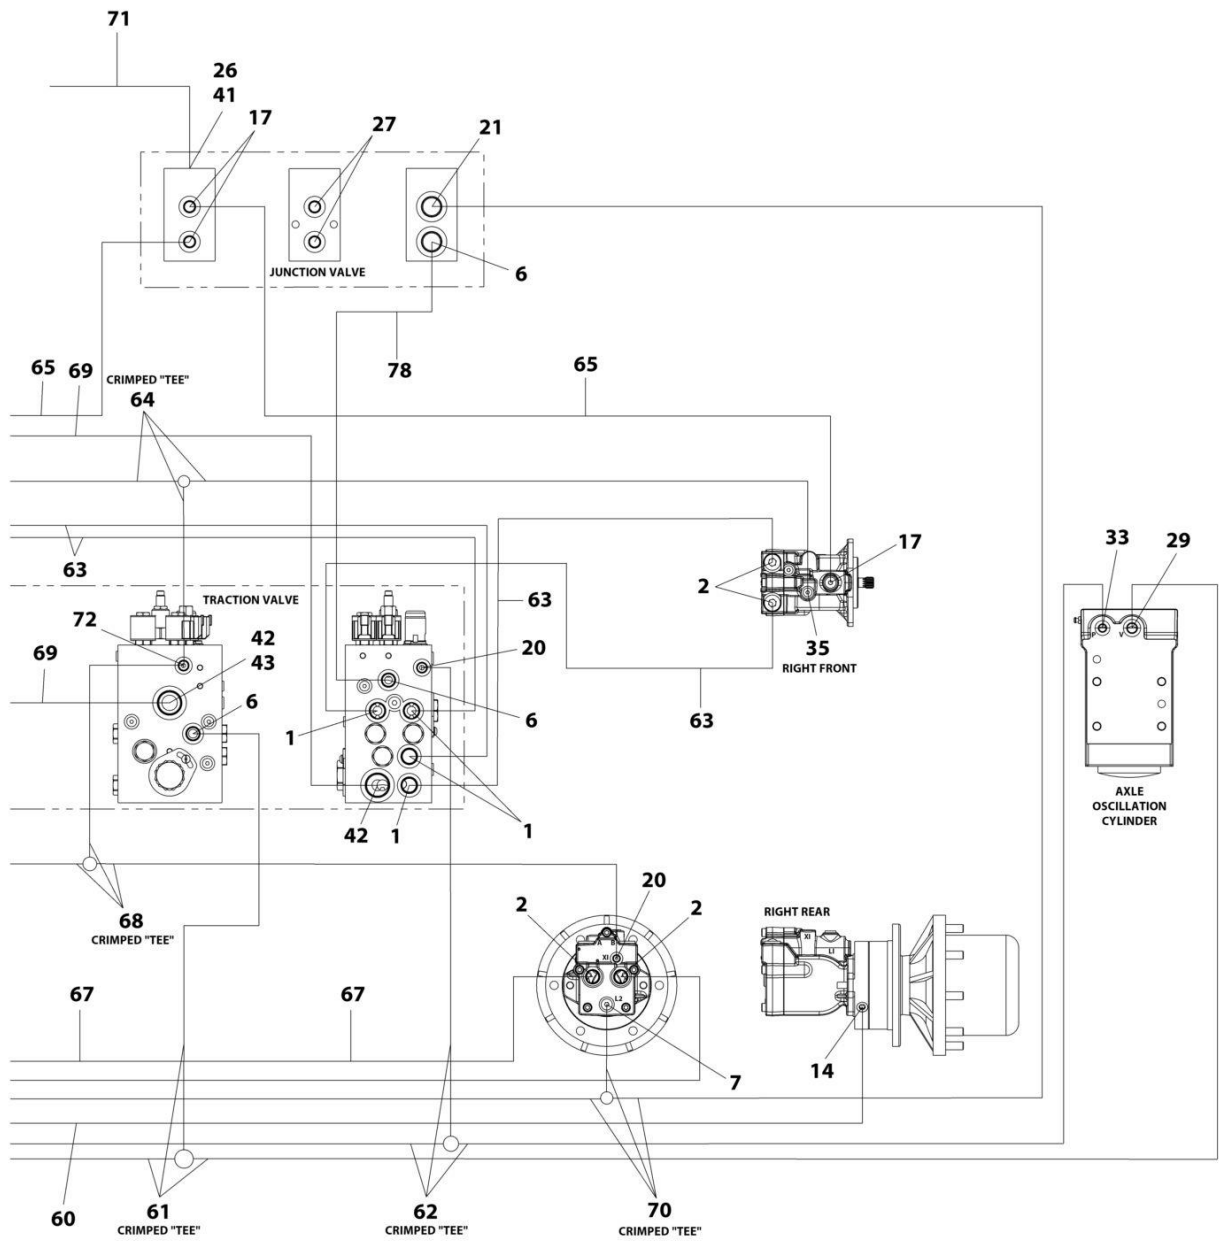 71
26
41
17
27
21
JUNCTION VALVE
6
78
65
69
CRIMPED "TEE"
64
65
63
TRACTION VALVE
72
42
43
69
6
20
6
1
1
42
1
63
63
2
17
35
RIGHT FRONT
33
29
P
V
AXLE
OSCILLATION
CYLINDER
68
CRIMPED "TEE"
20
2
2
A B
XI
L2
7
RIGHT REAR
XI
LI
14
67
67
60
61
CRIMPED "TEE"
62
CRIMPED "TEE"
70
CRIMPED "TEE"